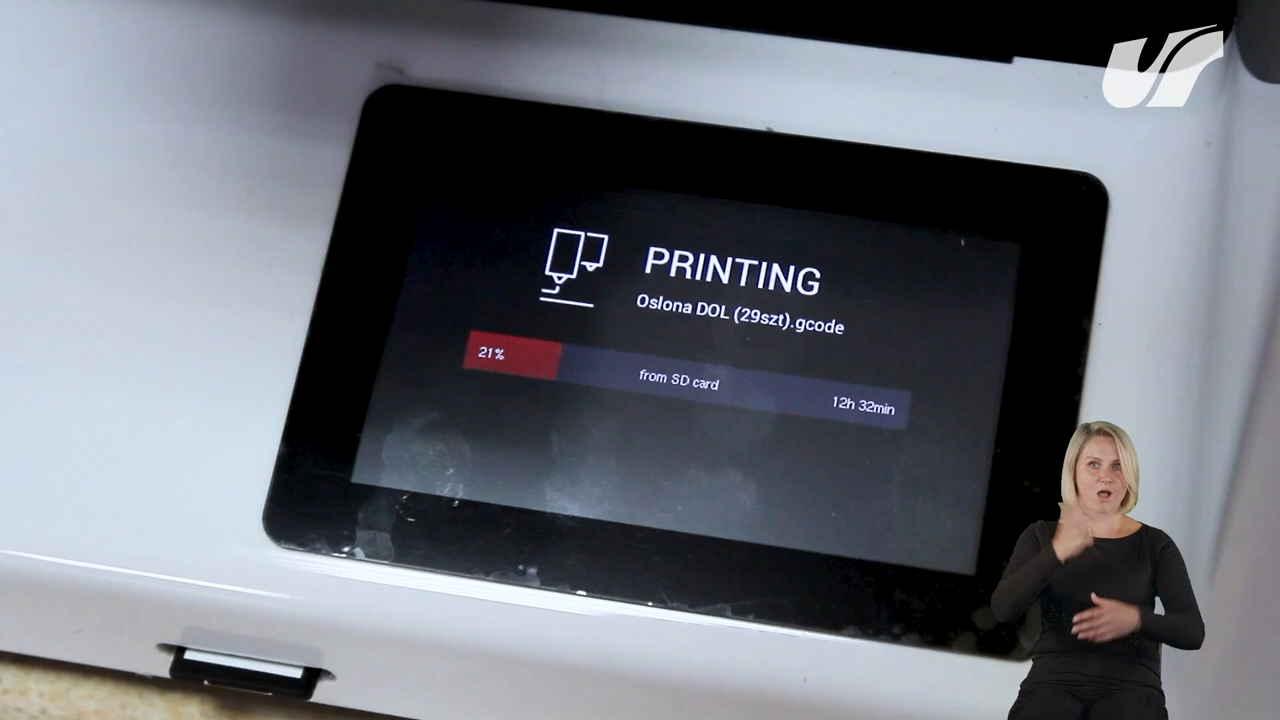 PRINTING
Oslona DOL (29szt).gcode
21%
from SD card
12h 32min